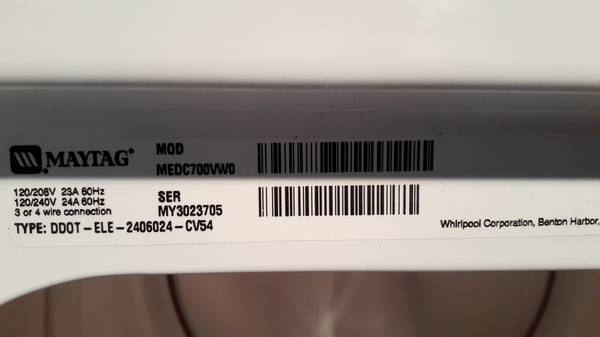 MAYTAG® MOD
MEDC700VW0
120/208V 23A 60Hz
120/240V 24A 60Hz
3 or 4 wire connection
SER
MY3023705
TYPE: DDOT-ELE-2406024-CV54
Whirlpool Corporation, Benton Harbor,